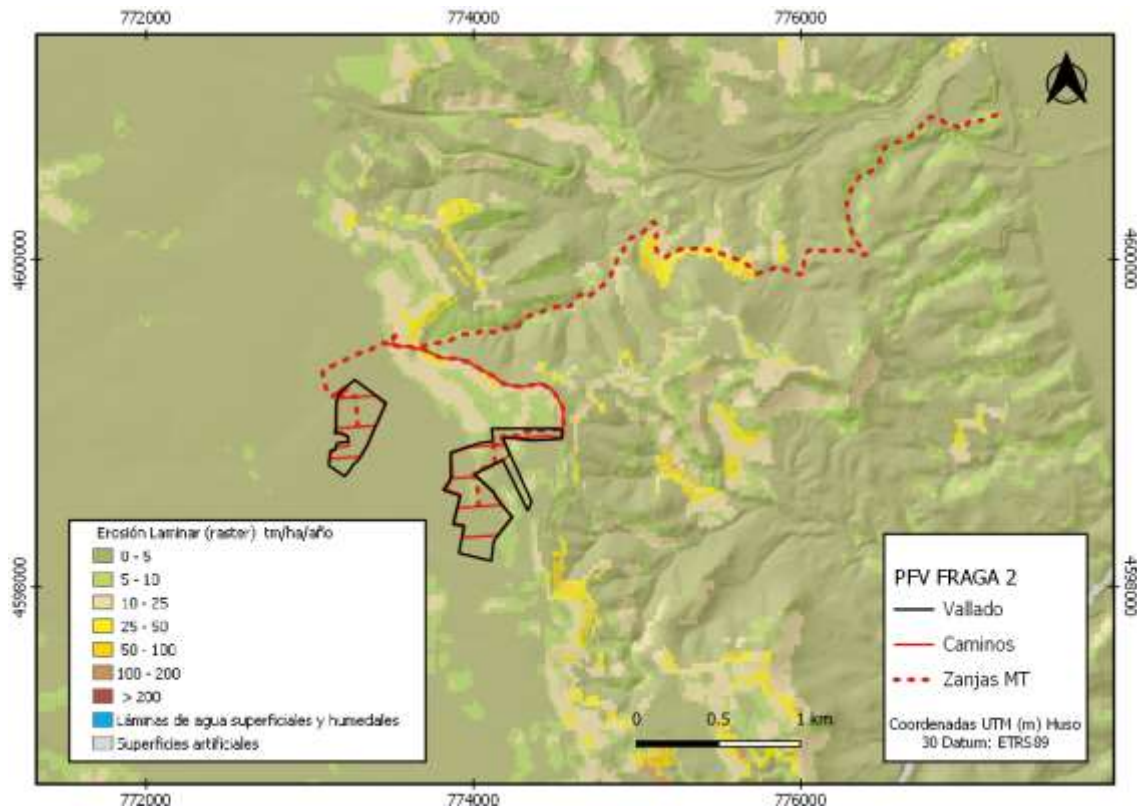 772000 774000 776000
4600000 4600000
Erosión Laminar (raster) tm/ha/año
0 - 5
5 - 10
10 - 25
25 - 50
50 - 100
100 - 200
> 200
Láminas de agua superficiales y humedales
Superficies artificiales
4598000 4598000
PFV FRAGA 2
Vallado
Caminos
Zanjas MT
Coordenadas UTM (m) Huso
30 Datum: ETRS89
0 0.5 1 km
772000 774000 776000